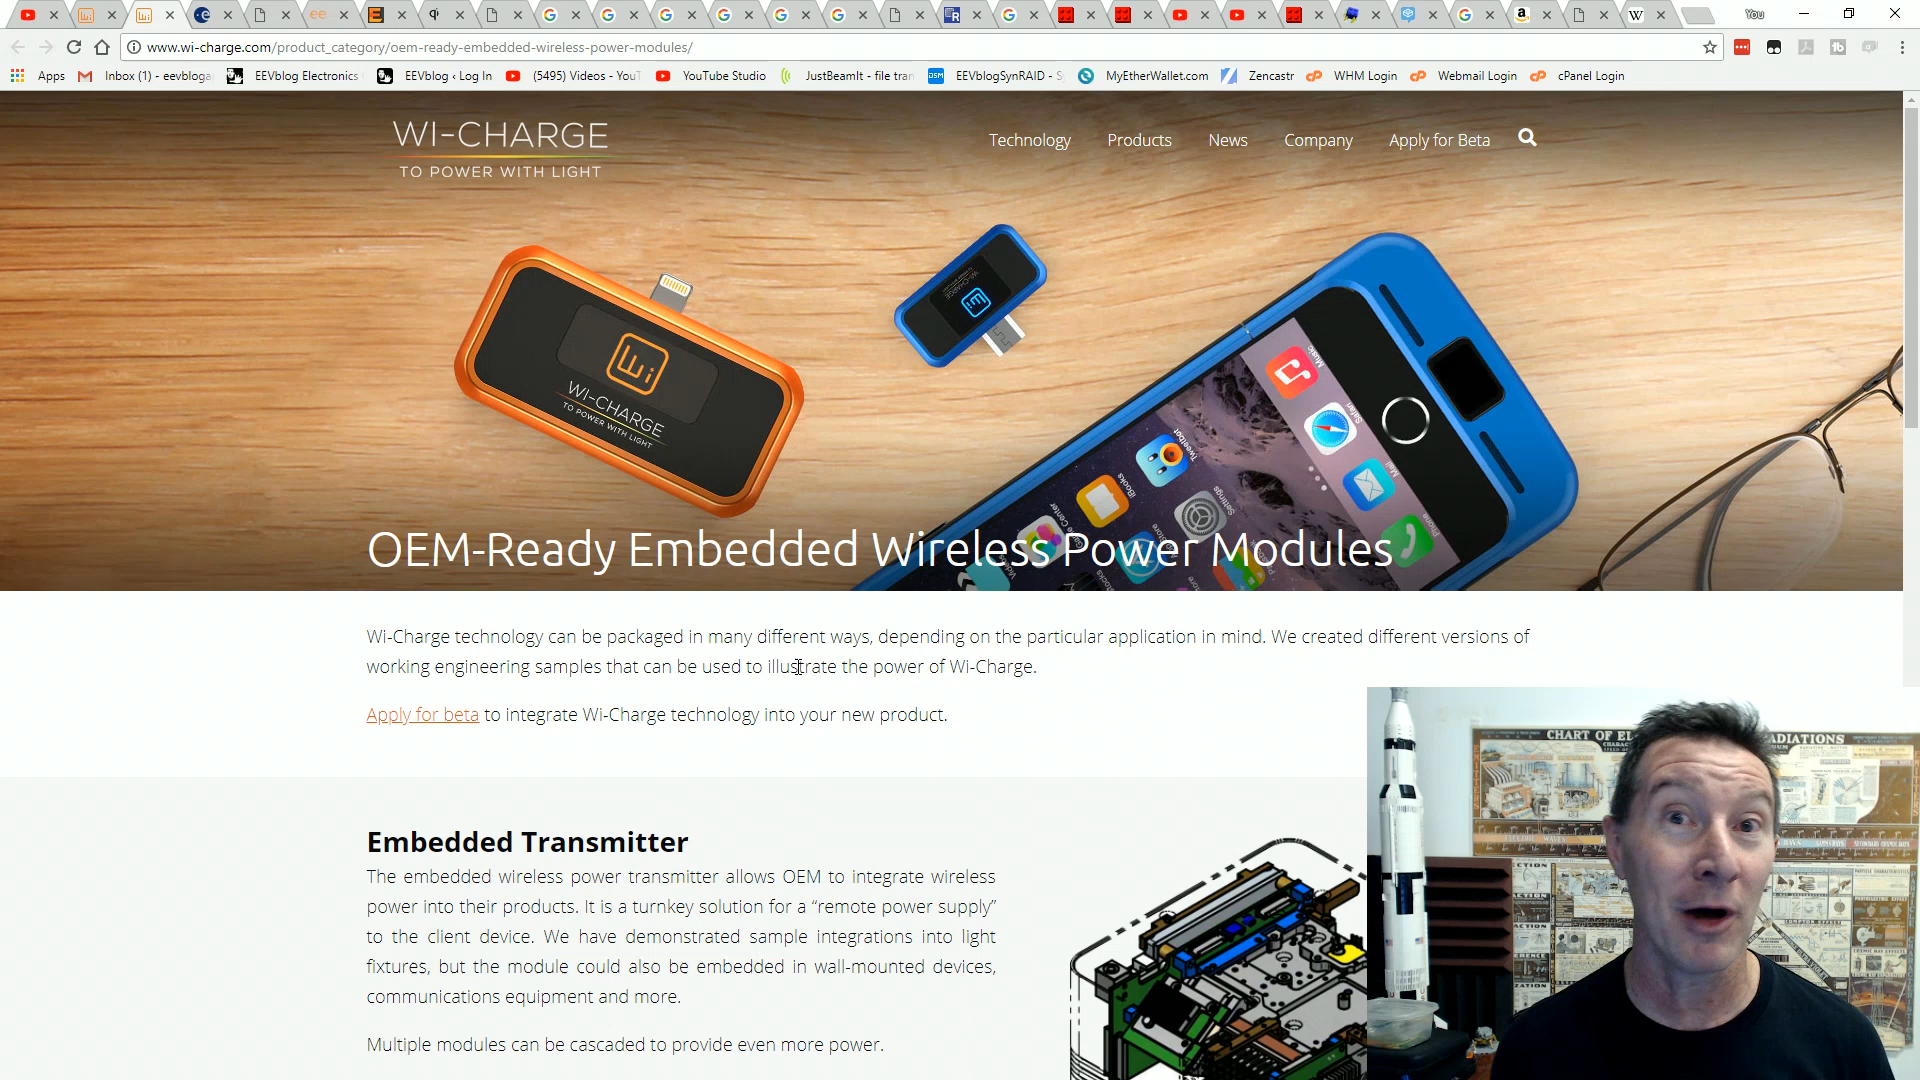 You
www.wi-charge.com/product_category/oem-ready-embedded-wireless-power-modules/
Apps
Inbox (1) - eevbloga
EEVblog Electronics
EEVblog ‹ Log In
(5495) Videos - YouT
YouTube Studio
JustBeamIt - file tran
EEVblogSynRAID - S
MyEtherWallet.com
Zencastr
WHM Login
Webmail Login
cPanel Login
WI-CHARGE
TO POWER WITH LIGHT
Technology
Products
News
Company
Apply for Beta
WI-CHARGE
TO POWER WITH LIGHT
Music
Safari
Mail
Phone
Tweetbot
iBooks
Settings
OEM-Ready Embedded Wireless Power Modules
Wi-Charge technology can be packaged in many different ways, depending on the particular application in mind. We created different versions of
working engineering samples that can be used to illustrate the power of Wi-Charge.
Apply for beta to integrate Wi-Charge technology into your new product.
Embedded Transmitter
The embedded wireless power transmitter allows OEM to integrate wireless
power into their products. It is a turnkey solution for a “remote power supply”
to the client device. We have demonstrated sample integrations into light
fixtures, but the module could also be embedded in wall-mounted devices,
communications equipment and more.
Multiple modules can be cascaded to provide even more power.
CHART OF EL
ADIATIONS